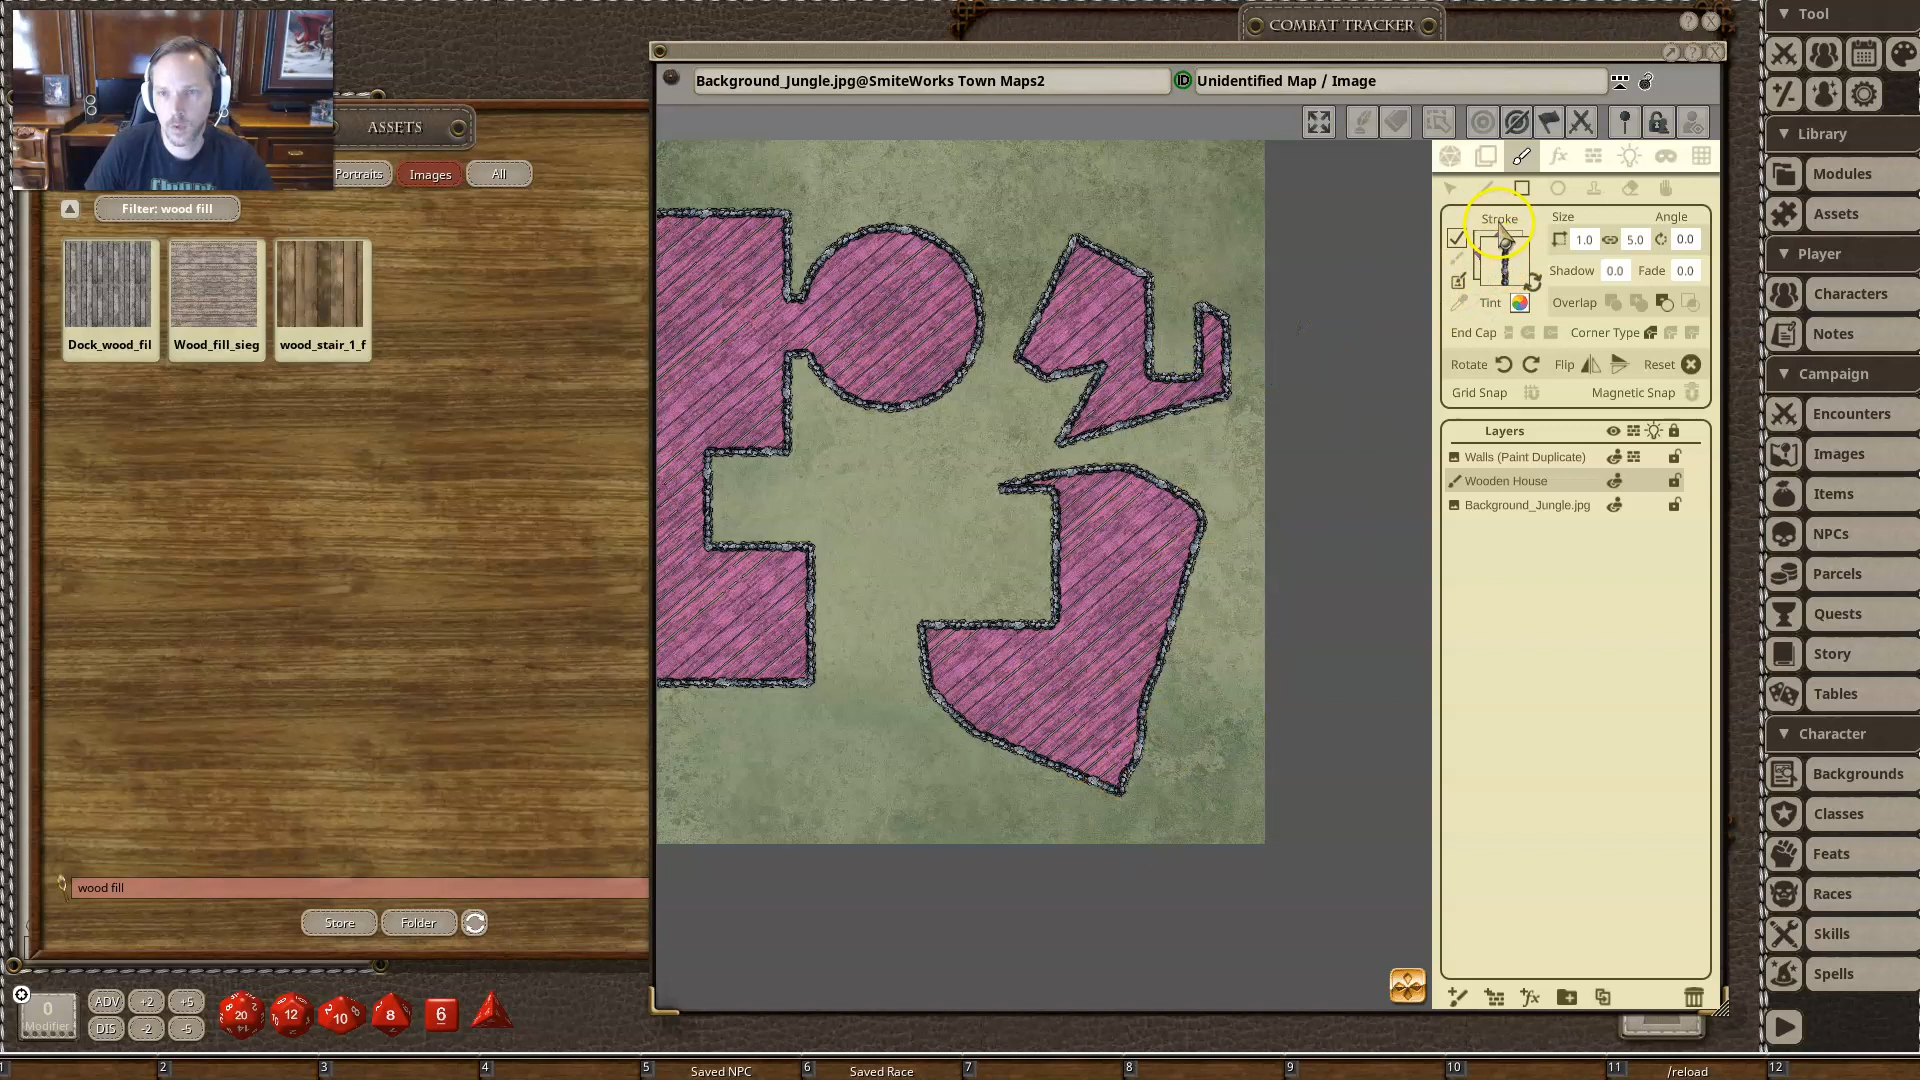 COMBAT TRACKER
Background_Jungle.jpg@SmiteWorks Town Maps2
ID
Unidentified Map / Image
ASSETS
Portraits
Images
All
Filter: wood fill
Dock_wood_fil
Wood_fill_sieg
wood_stair_1_f
wood fill
Store
Folder
Stroke
Size
Angle
1.0
5.0
0.0
Shadow
0.0
Fade
0.0
Tint
Overlap
End Cap
Corner Type
Rotate
Flip
Reset
Grid Snap
Magnetic Snap
Layers
Walls (Paint Duplicate)
Wooden House
Background_Jungle.jpg
Tool
Library
Modules
Assets
Player
Characters
Notes
Campaign
Encounters
Images
Items
NPCs
Parcels
Quests
Story
Tables
Character
Backgrounds
Classes
Feats
Races
Skills
Spells
0
Modifier
ADV
+2
+5
DIS
-2
-5
20
12
10
8
6
1
2
3
4
5
Saved NPC
6
Saved Race
7
8
9
10
11
/reload
12